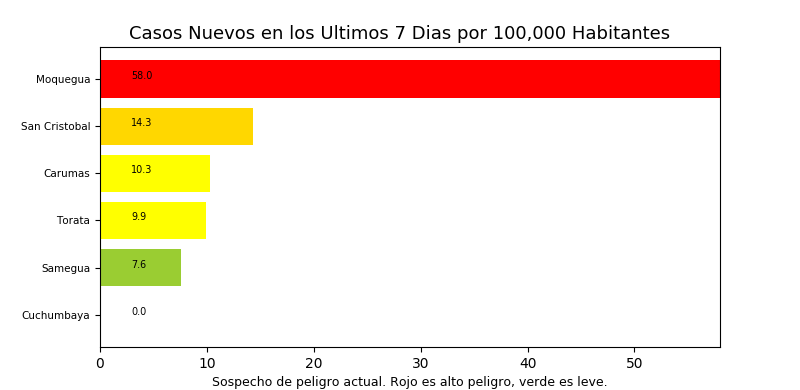 Casos Nuevos en los Ultimos 7 Dias por 100,000 Habitantes
Moquegua 58.0
San Cristobal 14.3
Carumas 10.3
Torata 9.9
Samegua 7.6
Cuchumbaya 0.0
0 10 20 30 40 50
Sospecho de peligro actual. Rojo es alto peligro, verde es leve.